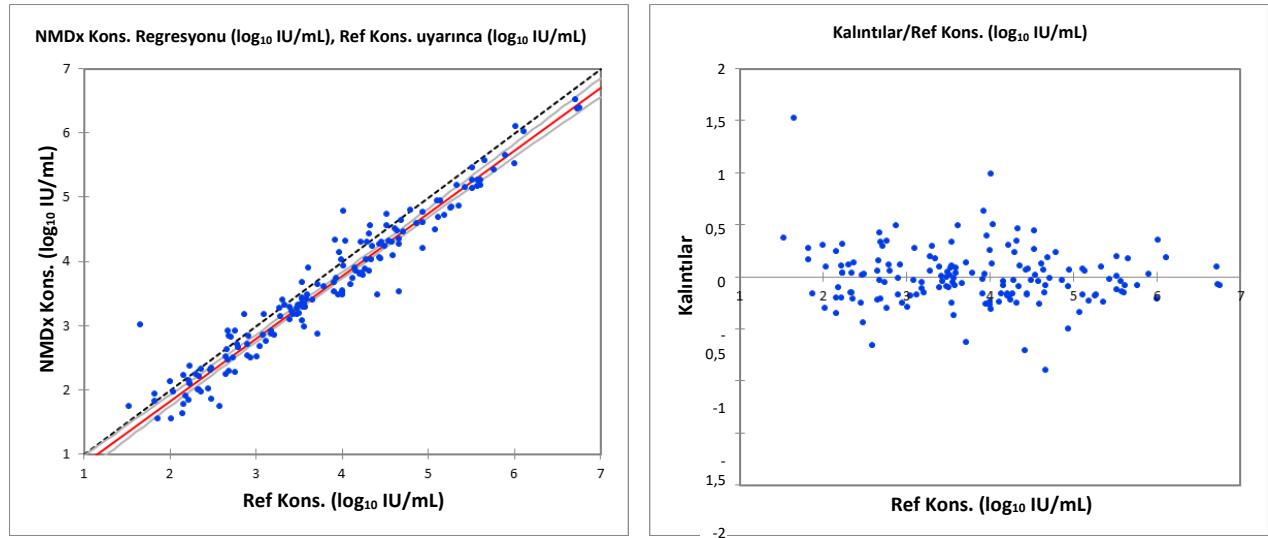 NMDx Kons. Regresyonu (log₁₀ IU/mL), Ref Kons. uyarınca (log₁₀ IU/mL)
7
6
5
4
3
2
1
NMDx Kons. (log₁₀ IU/mL)
1 2 3 4 5 6 7
Ref Kons. (log₁₀ IU/mL)
Kalıntılar/Ref Kons. (log₁₀ IU/mL)
2
1,5
1
0,5
0
-
0,5
-1
-
1,5
-2
Kalıntılar
1 2 3 4 5 6 7
Ref Kons. (log₁₀ IU/mL)